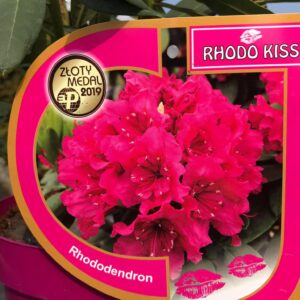 RHODO KISS
ZŁOTY
MEDAL
2019
Rhododendron